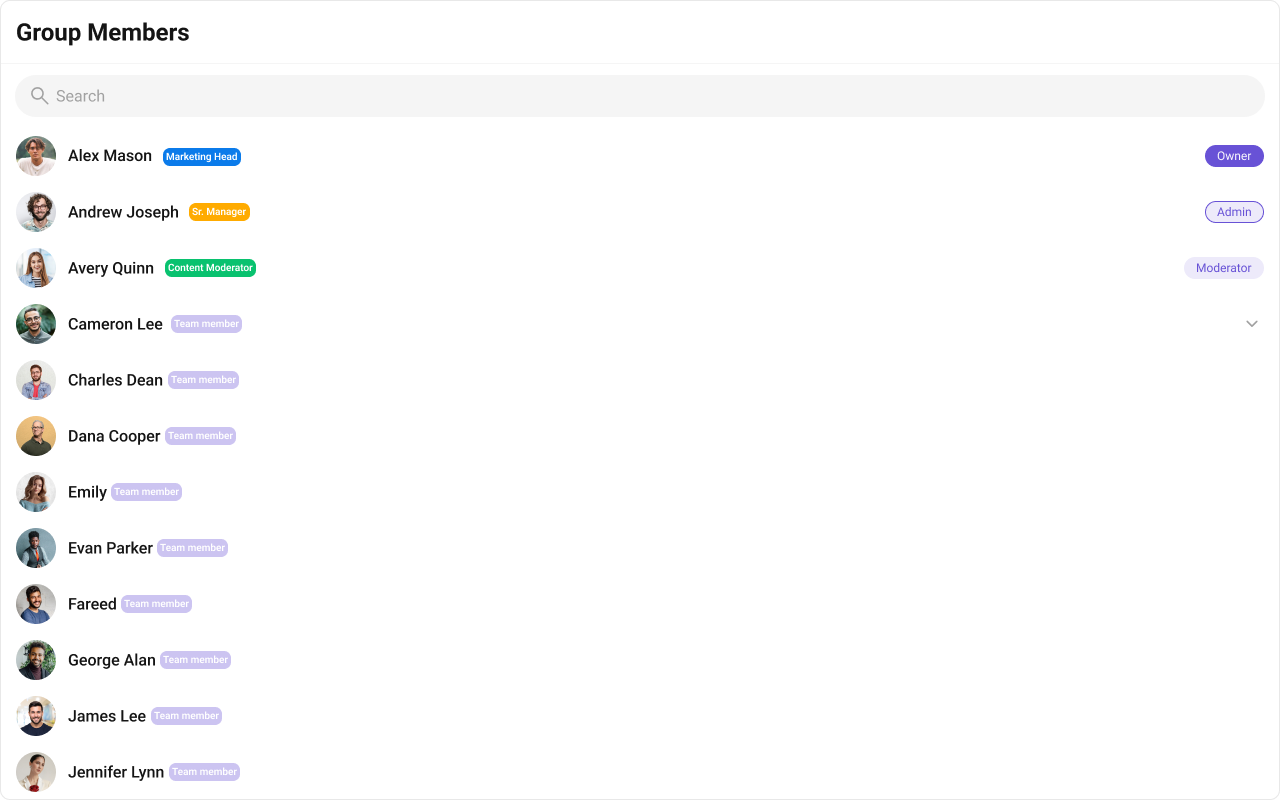 Group Members
Search
Alex Mason Marketing Head Owner
Andrew Joseph Sr. Manager Admin
Avery Quinn Content Moderator Moderator
Cameron Lee Team member
Charles Dean Team member
Dana Cooper Team member
Emily Team member
Evan Parker Team member
Fareed Team member
George Alan Team member
James Lee Team member
Jennifer Lynn Team member